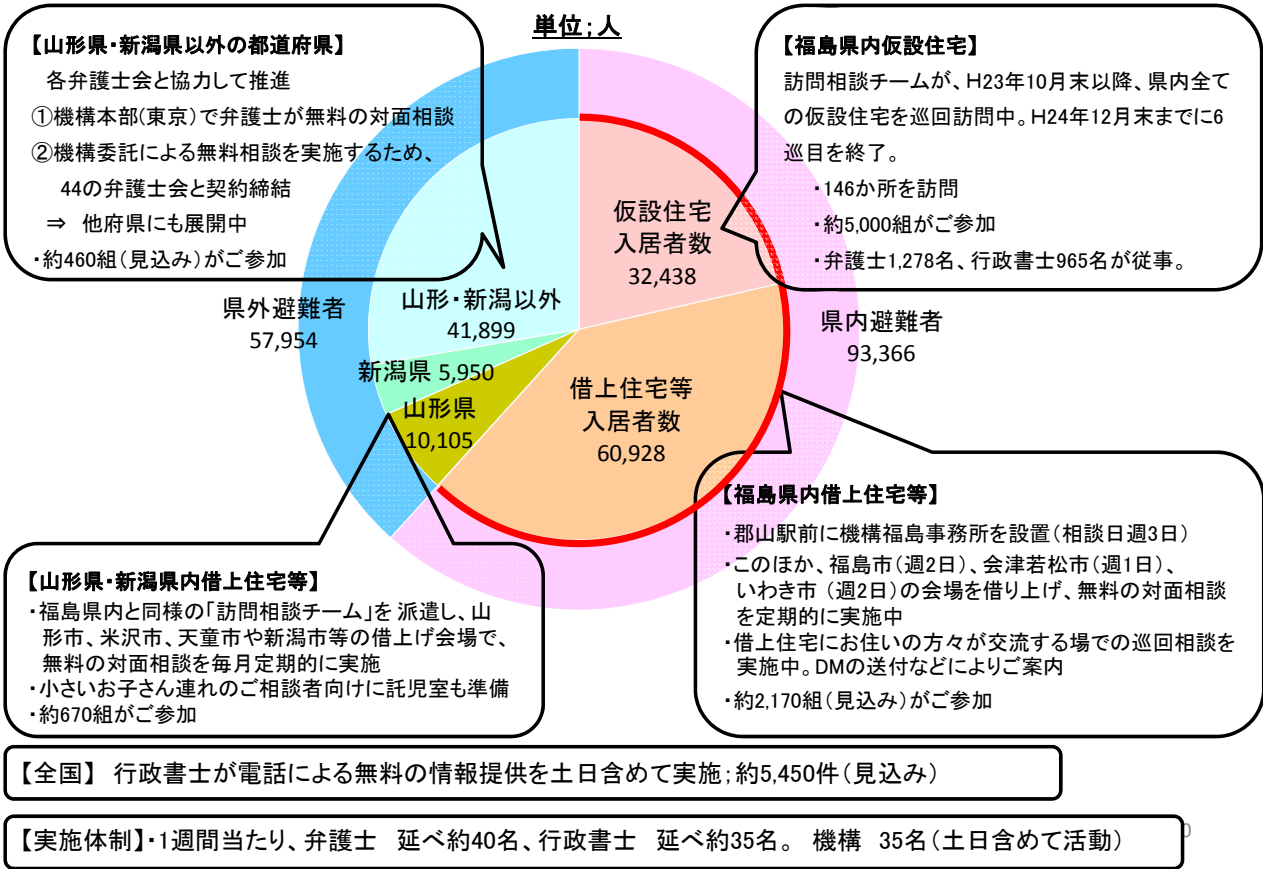 単位;人
【山形県・新潟県以外の都道府県】
各弁護士会と協力して推進
①機構本部(東京)で弁護士が無料の対面相談
②機構委託による無料相談を実施するため、
44の弁護士会と契約締結
⇒ 他府県にも展開中
・約460組(見込み)がご参加
【福島県内仮設住宅】
訪問相談チームが、H23年10月末以降、県内全て
の仮設住宅を巡回訪問中。H24年12月末までに6
巡目を終了。
・146か所を訪問
・約5,000組がご参加
・弁護士1,278名、行政書士965名が従事。
仮設住宅
入居者数
32,438
県外避難者
57,954
山形・新潟以外
41,899
県内避難者
93,366
新潟県 5,950
山形県
10,105
借上住宅等
入居者数
60,928
【山形県・新潟県内借上住宅等】
・福島県内と同様の「訪問相談チーム」を 派遣し、山
形市、米沢市、天童市や新潟市等の借上げ会場で、
無料の対面相談を毎月定期的に実施
・小さいお子さん連れのご相談者向けに託児室も準備
・約670組がご参加
【福島県内借上住宅等】
・郡山駅前に機構福島事務所を設置(相談日週3日)
・このほか、福島市(週2日)、会津若松市(週1日)、
いわき市 (週2日)の会場を借り上げ、無料の対面相談
を定期的に実施中
・借上住宅にお住いの方々が交流する場での巡回相談を
実施中。DMの送付などによりご案内
・約2,170組(見込み)がご参加
【全国】 行政書士が電話による無料の情報提供を土日含めて実施;約5,450件(見込み)
【実施体制】・1週間当たり、弁護士 延べ約40名、行政書士 延べ約35名。 機構 35名(土日含めて活動)